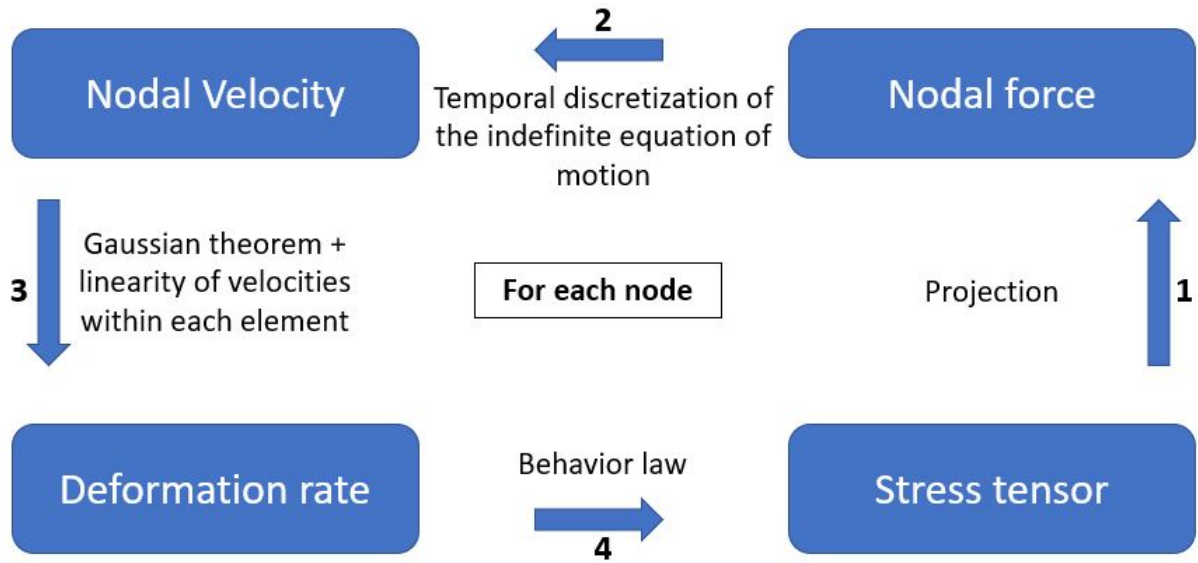 2
Nodal Velocity
Nodal force
Temporal discretization of
the indefinite equation of
motion
3
Gaussian theorem +
linearity of velocities
within each element
For each node
Projection
1
Deformation rate
Behavior law
4
Stress tensor